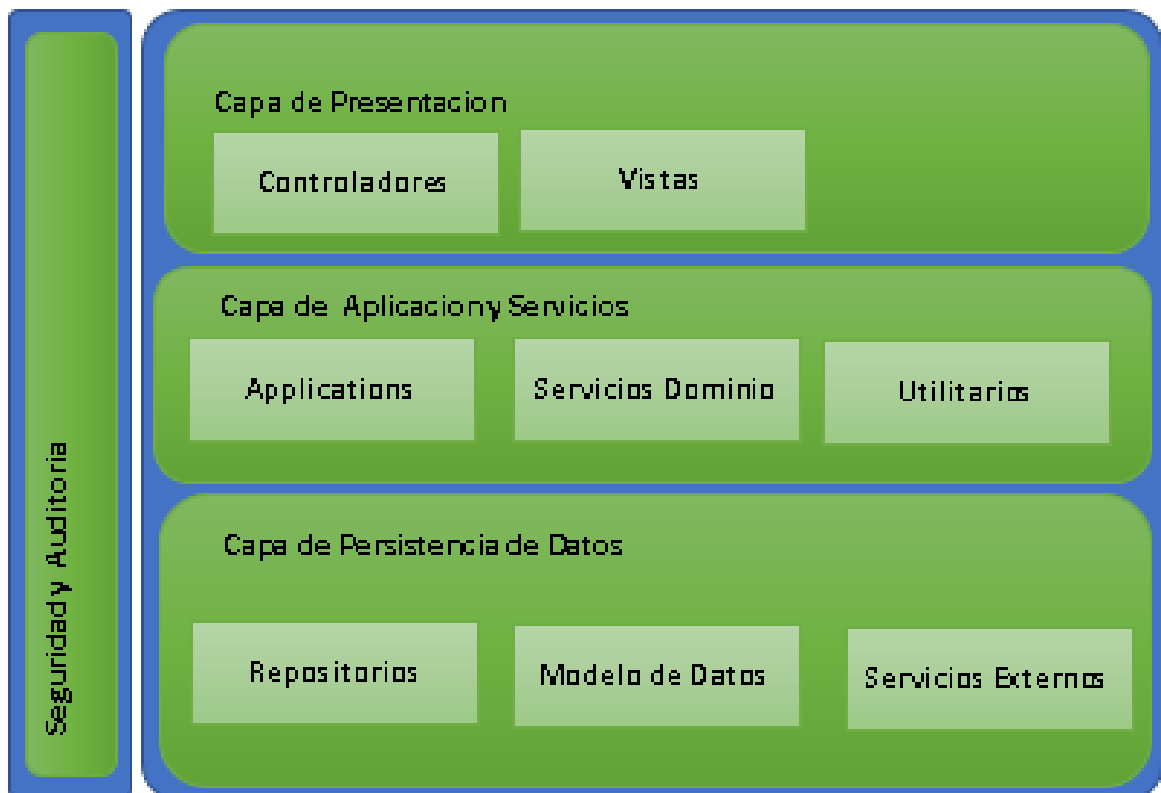 Capa de Presentacion
Controladores
Vistas
Capa de Aplicacion y Servicios
Applications
Servicios Dominio
Utilitarios
Capa de Persistencia de Datos
Repositorios
Modelo de Datos
Servicios Externos
Seguridad y Auditoria